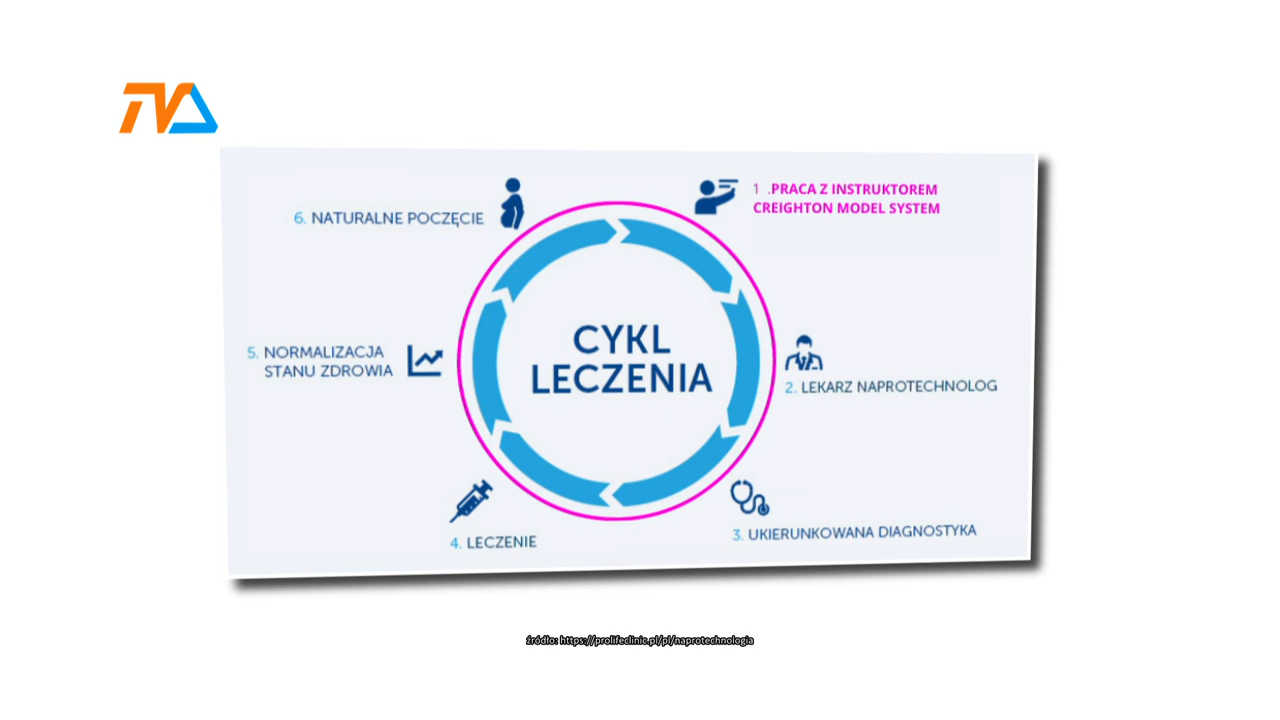 TVA
6. NATURALNE POCZĘCIE
1 .PRACA Z INSTRUKTOREM
CREIGHTON MODEL SYSTEM
CYKL
LECZENIA
5. NORMALIZACJA
STANU ZDROWIA
2. LEKARZ NAPROTECHNOLOG
4. LECZENIE
3. UKIERUNKOWANA DIAGNOSTYKA
źródło: https://prolifeclinic.pl/pl/naprotechnologia